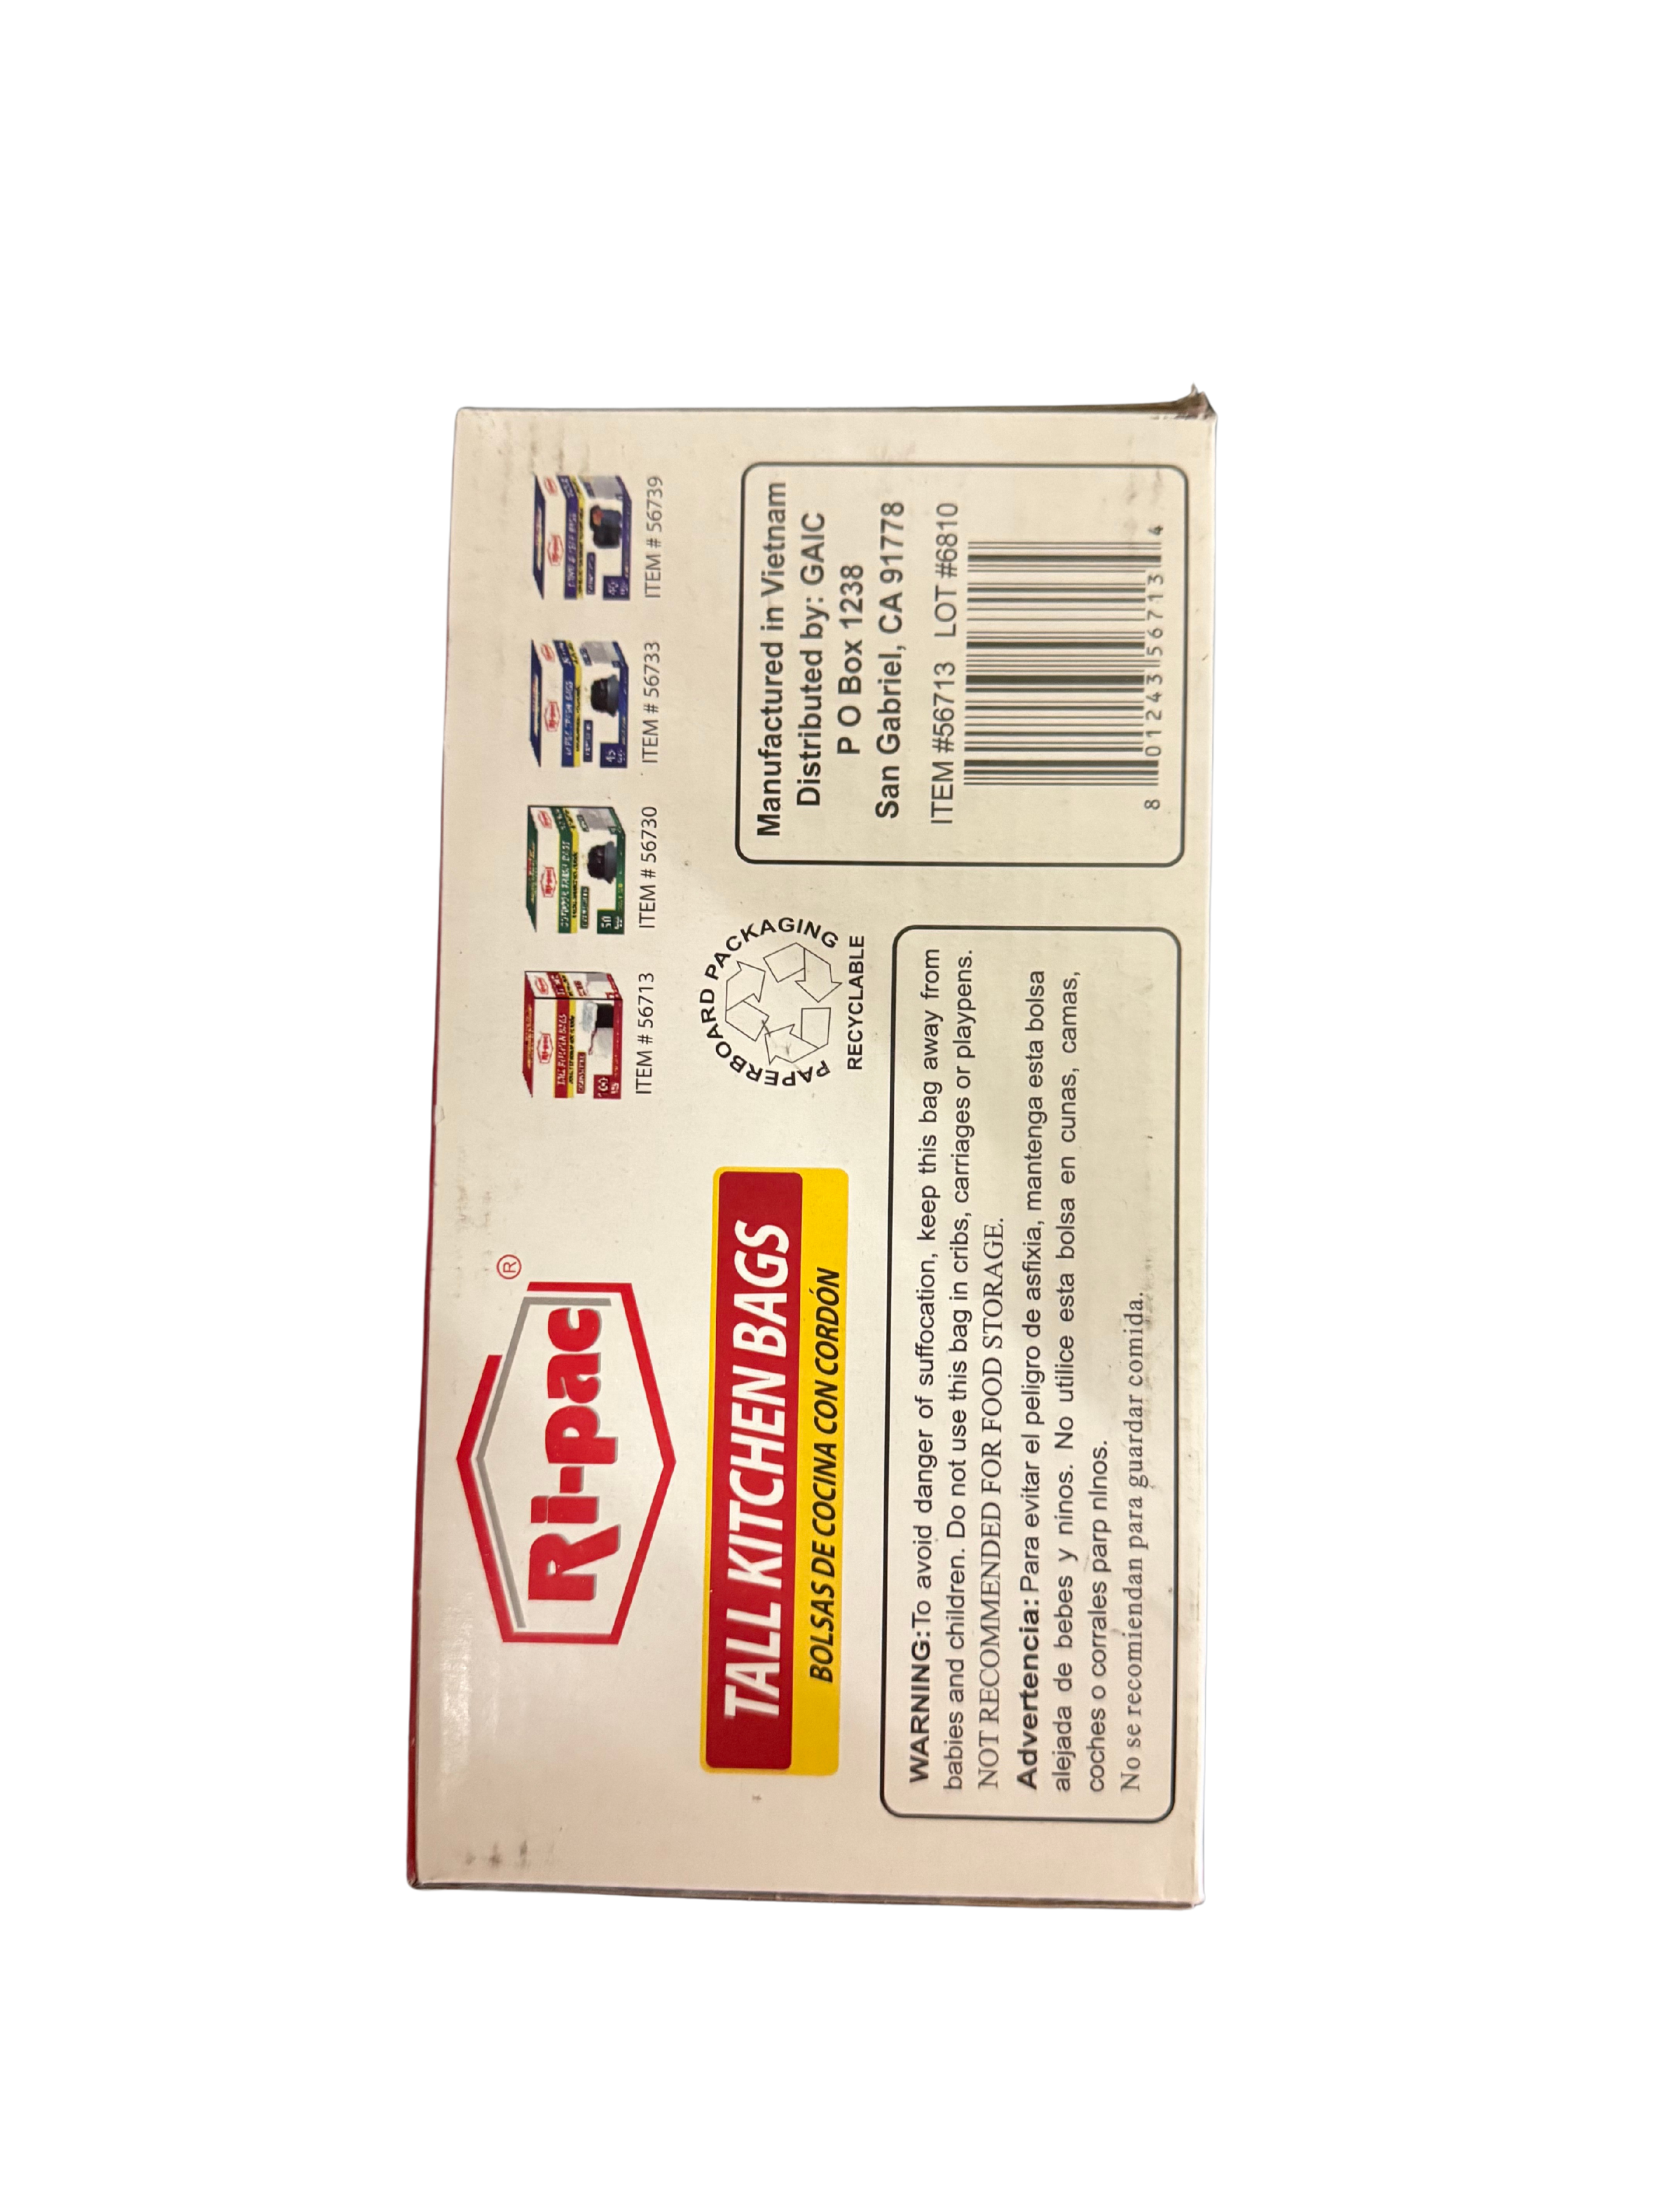 Ri-pac®
TALL KITCHEN BAGS
BOLSAS DE COCINA CON CORDÓN
ITEM # 56713
ITEM # 56730
ITEM # 56733
ITEM # 56739
PAPERBOARD PACKAGING
RECYCLABLE
WARNING:To avoid danger of suffocation, keep this bag away from
babies and children. Do not use this bag in cribs, carriages or playpens.
NOT RECOMMENDED FOR FOOD STORAGE.
Advertencia: Para evitar el peligro de asfixia, mantenga esta bolsa
alejada de bebes y ninos. No utilice esta bolsa en cunas, camas,
coches o corrales parp nInos.
No se recomiendan para guardar comida.
Manufactured in Vietnam
Distributed by: GAIC
P O Box 1238
San Gabriel, CA 91778
ITEM #56713 LOT #6810
8 01243 56713 4